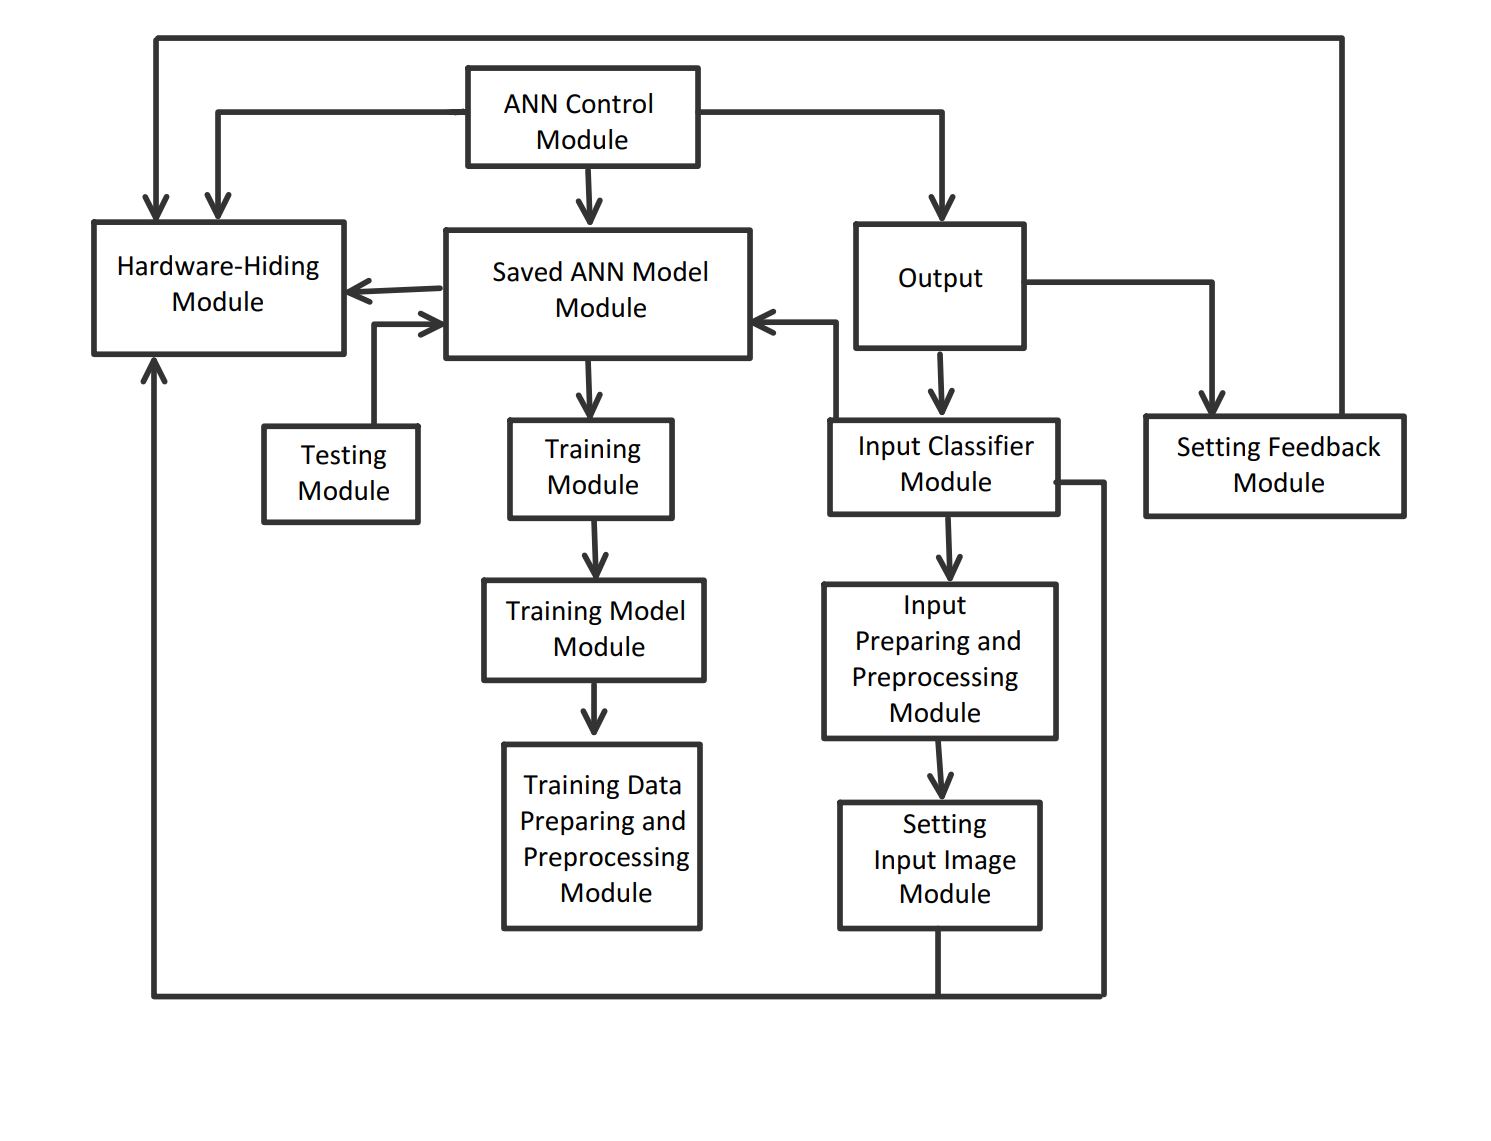 ANN Control
Module
Hardware-Hiding
Module
Saved ANN Model
Module
Output
Testing
Module
Training
Module
Input Classifier
Module
Setting Feedback
Module
Training Model
Module
Input
Preparing and
Preprocessing
Module
Training Data
Preparing and
Preprocessing
Module
Setting
Input Image
Module